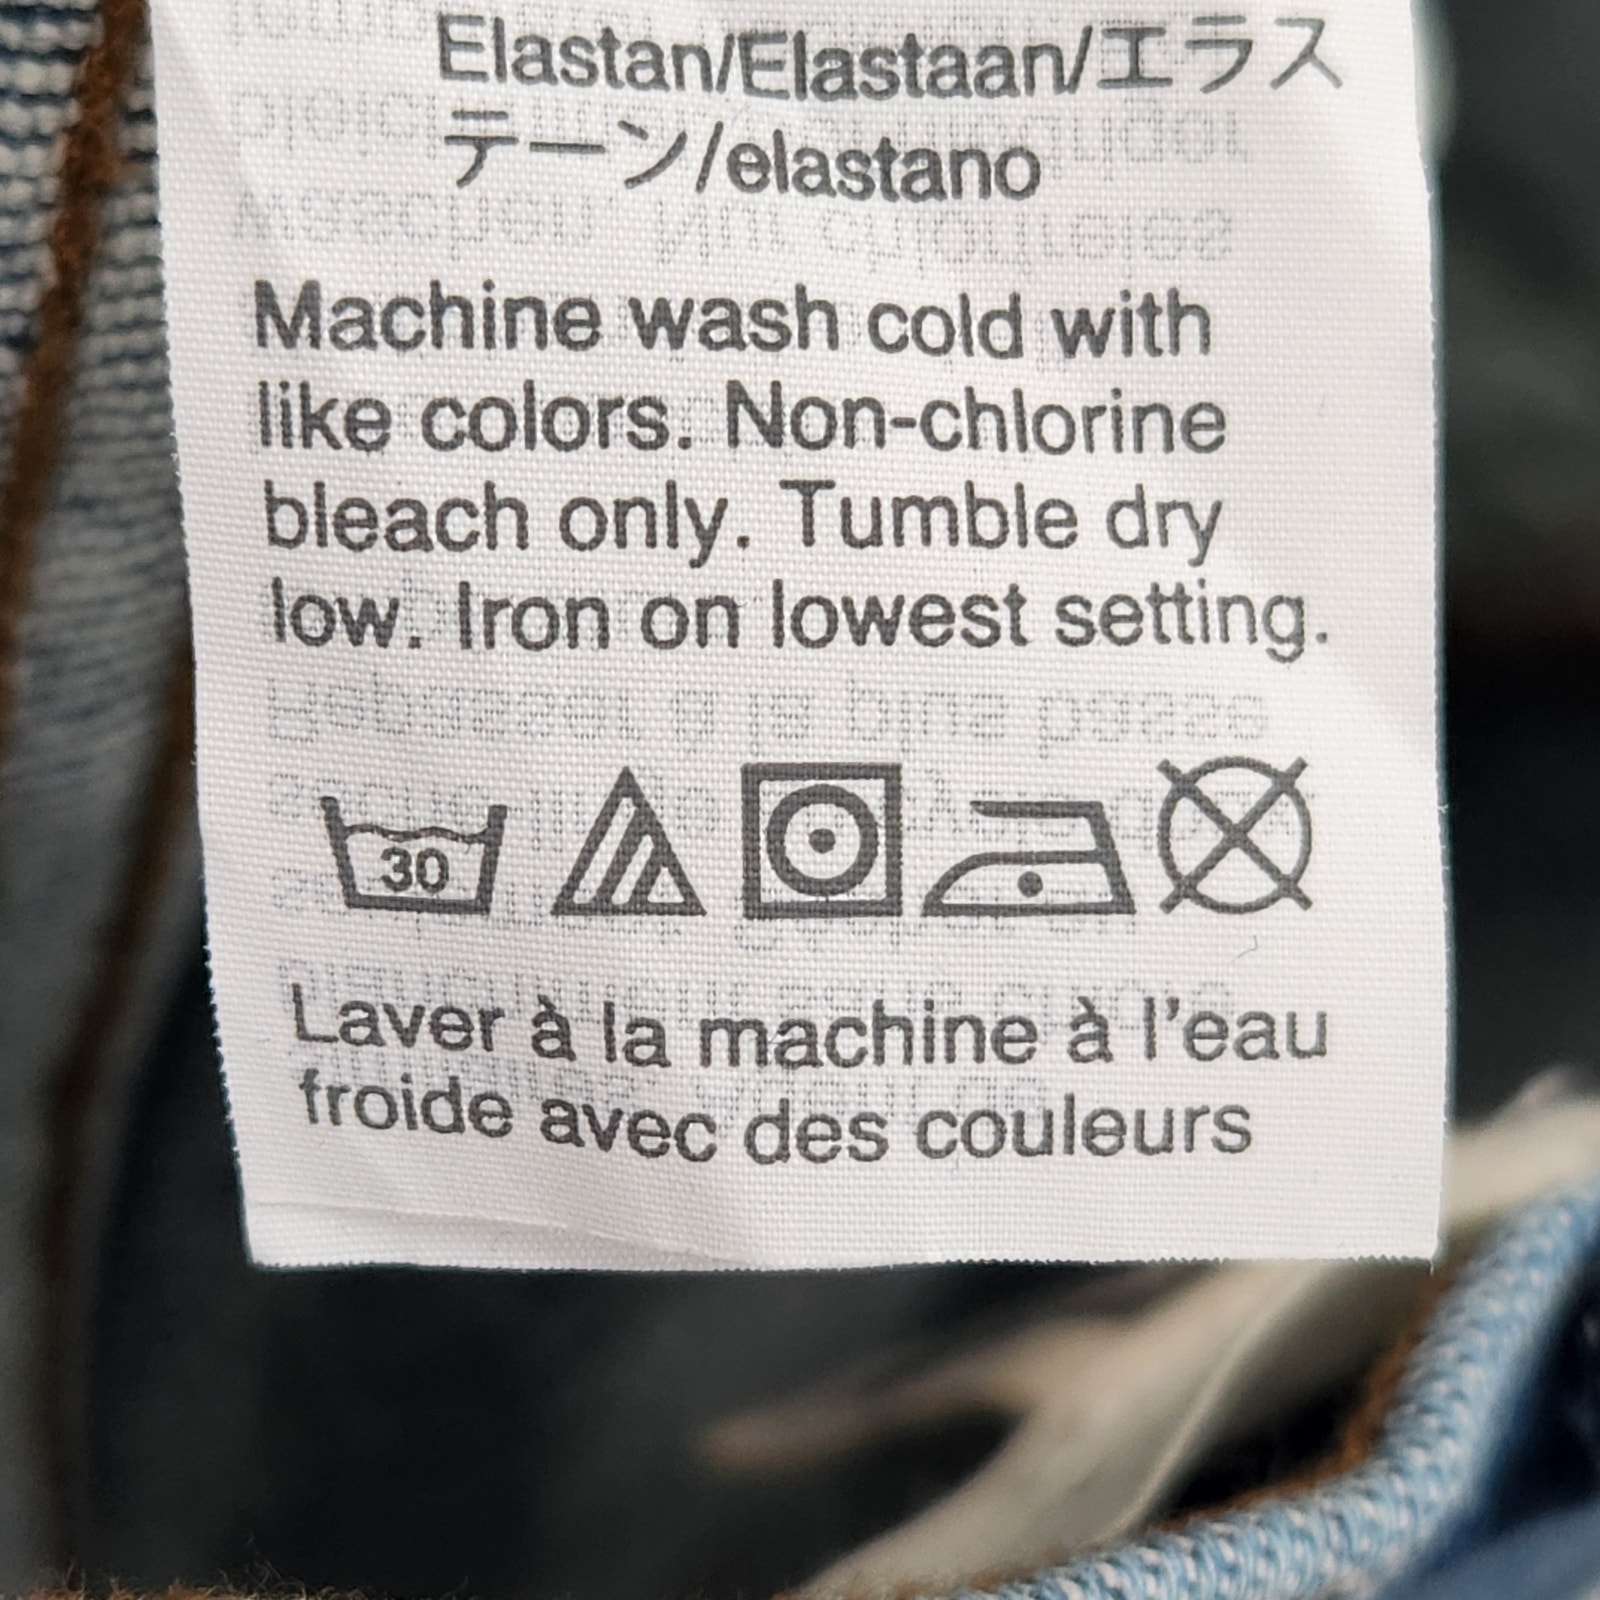 Elastan/Elastaan/エラス
テーン/elastano
Machine wash cold with
like colors. Non-chlorine
bleach only. Tumble dry
low. Iron on lowest setting.
30
Laver à la machine à l'eau
froide avec des couleurs